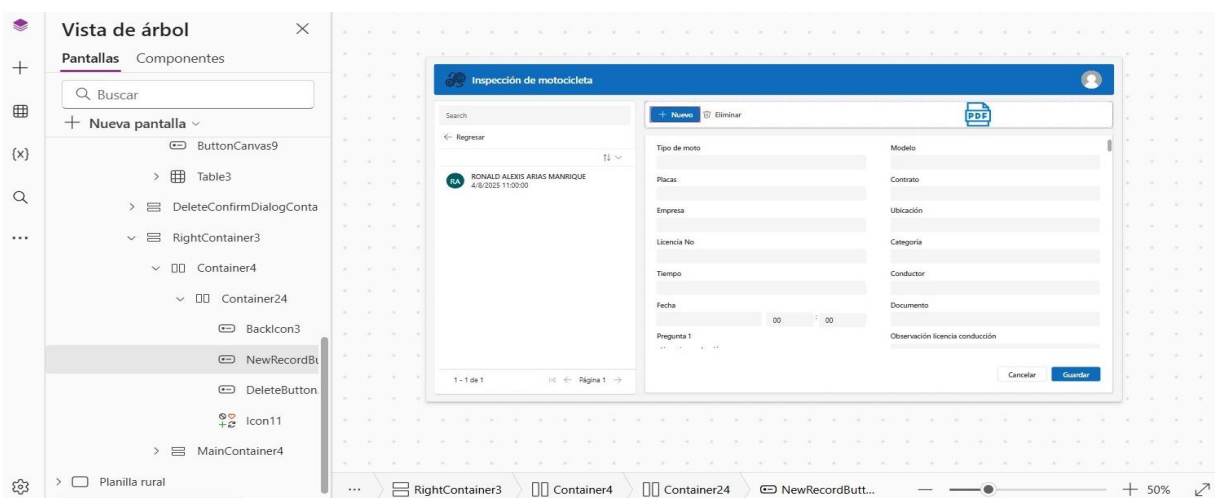 Vista de árbol
Pantallas Componentes
Buscar
Nueva pantalla
ButtonCanvas9
Table3
DeleteConfirmDialogConta
RightContainer3
Container4
Container24
BackIcon3
NewRecordBu
DeleteButton
Icon11
MainContainer4
Planilla rural
Inspección de motocicleta
Search
Regresar
RA
RONALD ALEXIS ARIAS MANRIQUE
4/8/2025 11:00:00
1 - 1 de 1
Página 1
Nuevo Eliminar
PDF
Tipo de moto Modelo
Placas Contrato
Empresa Ubicación
Licencia No Categoría
Tiempo Conductor
Fecha Documento
00 : 00
Pregunta 1 Observación licencia conducción
Cancelar Guardar
... RightContainer3 Container4 Container24 NewRecordButt... 50%